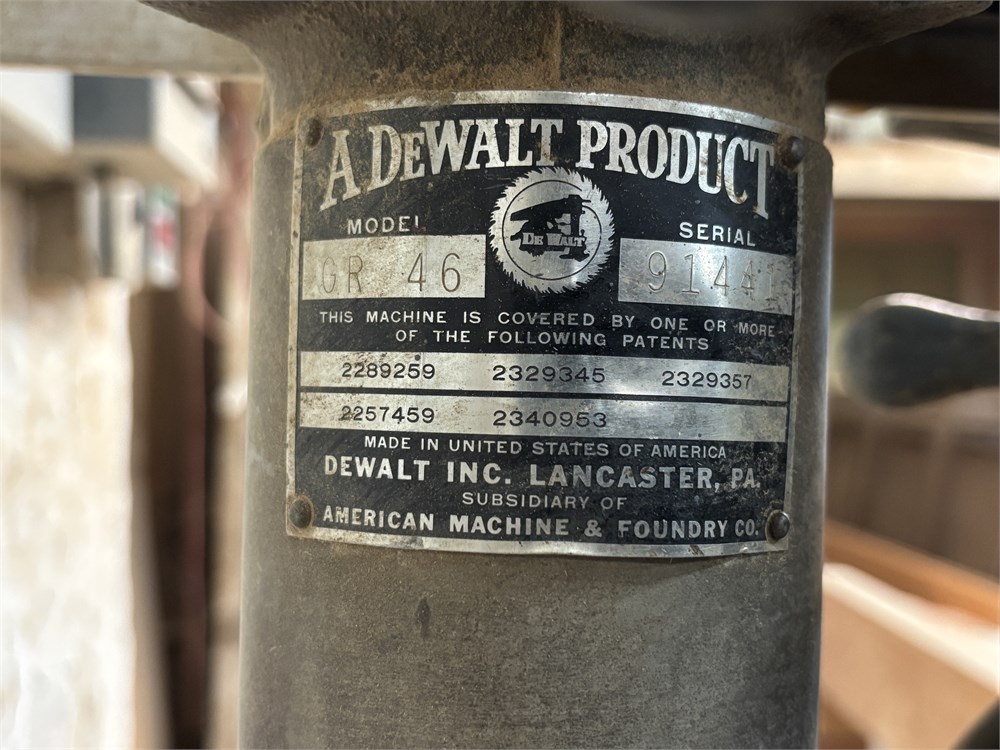 A DEWALT PRODUCT
MODEL
SERIAL
DE WALT
GR 46
91441
THIS MACHINE IS COVERED BY ONE OR MORE
OF THE FOLLOWING PATENTS
2289259 2329345 2329357
2257459 2340953
MADE IN UNITED STATES OF AMERICA
DEWALT INC. LANCASTER, PA.
SUBSIDIARY OF
AMERICAN MACHINE & FOUNDRY CO.